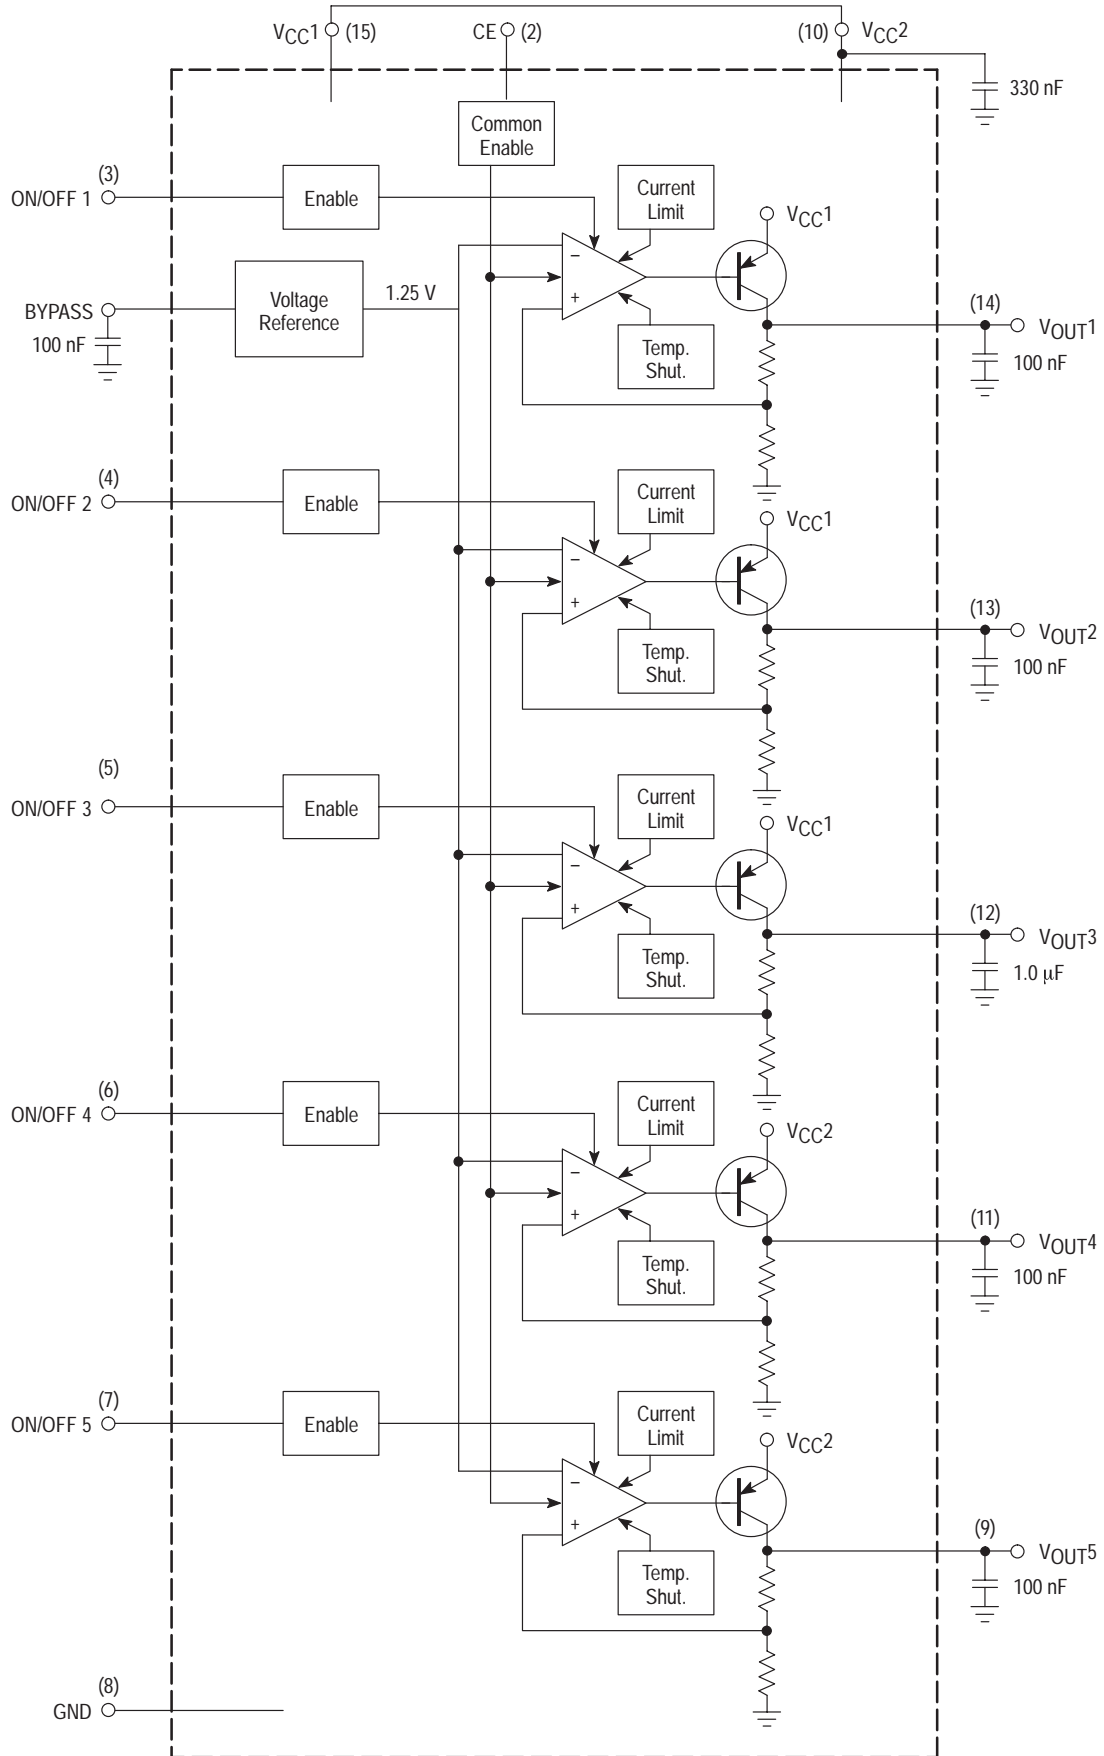 VCC1 (15) CE (2) (10) VCC2
330 nF
Common
Enable
(3)
ON/OFF 1
Enable
Current
Limit
VCC1
−
+
BYPASS
100 nF
Voltage
Reference
1.25 V
Temp.
Shut.
(14)
VOUT1
100 nF
(4)
ON/OFF 2
Enable
Current
Limit
VCC1
−
+
Temp.
Shut.
(13)
VOUT2
100 nF
(5)
ON/OFF 3
Enable
Current
Limit
VCC1
−
+
Temp.
Shut.
(12)
VOUT3
1.0 µF
(6)
ON/OFF 4
Enable
Current
Limit
VCC2
−
+
Temp.
Shut.
(11)
VOUT4
100 nF
(7)
ON/OFF 5
Enable
Current
Limit
VCC2
−
+
Temp.
Shut.
(9)
VOUT5
100 nF
(8)
GND